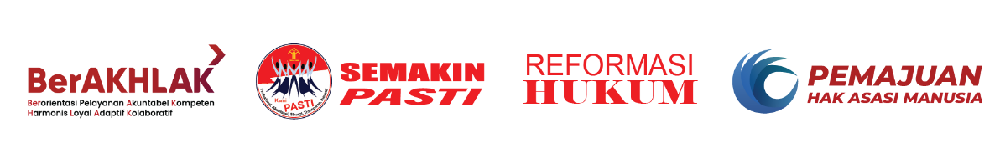 BerAKHLAK
Berorientasi Pelayanan Akuntabel Kompeten
Harmonis Loyal Adaptif Kolaboratif
Kami
PASTI
Profesional, Akuntabel, Sinergi, Transparan, Inovatif
SEMAKIN
PASTI
REFORMASI
HUKUM
PEMAJUAN
HAK ASASI MANUSIA